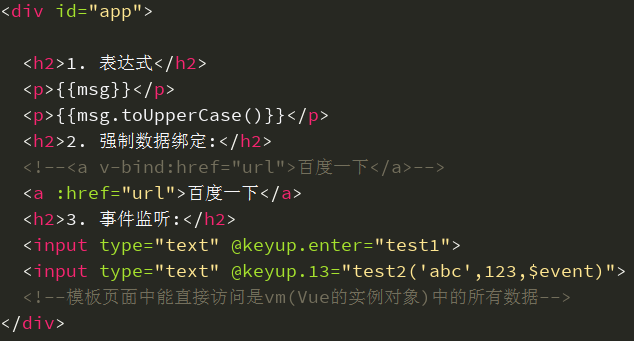 <div id="app">
<h2>1. 表达式</h2>
<p>{{msg}}</p>
<p>{{msg.toUpperCase()}}</p>
<h2>2. 强制数据绑定:</h2>
<!--<a v-bind:href="url">百度一下</a>-->
<a :href="url">百度一下</a>
<h2>3. 事件监听:</h2>
<input type="text" @keyup.enter="test1">
<input type="text" @keyup.13="test2('abc',123,$event)">
<!--模板页面中能直接访问是vm(Vue的实例对象)中的所有数据-->
</div>